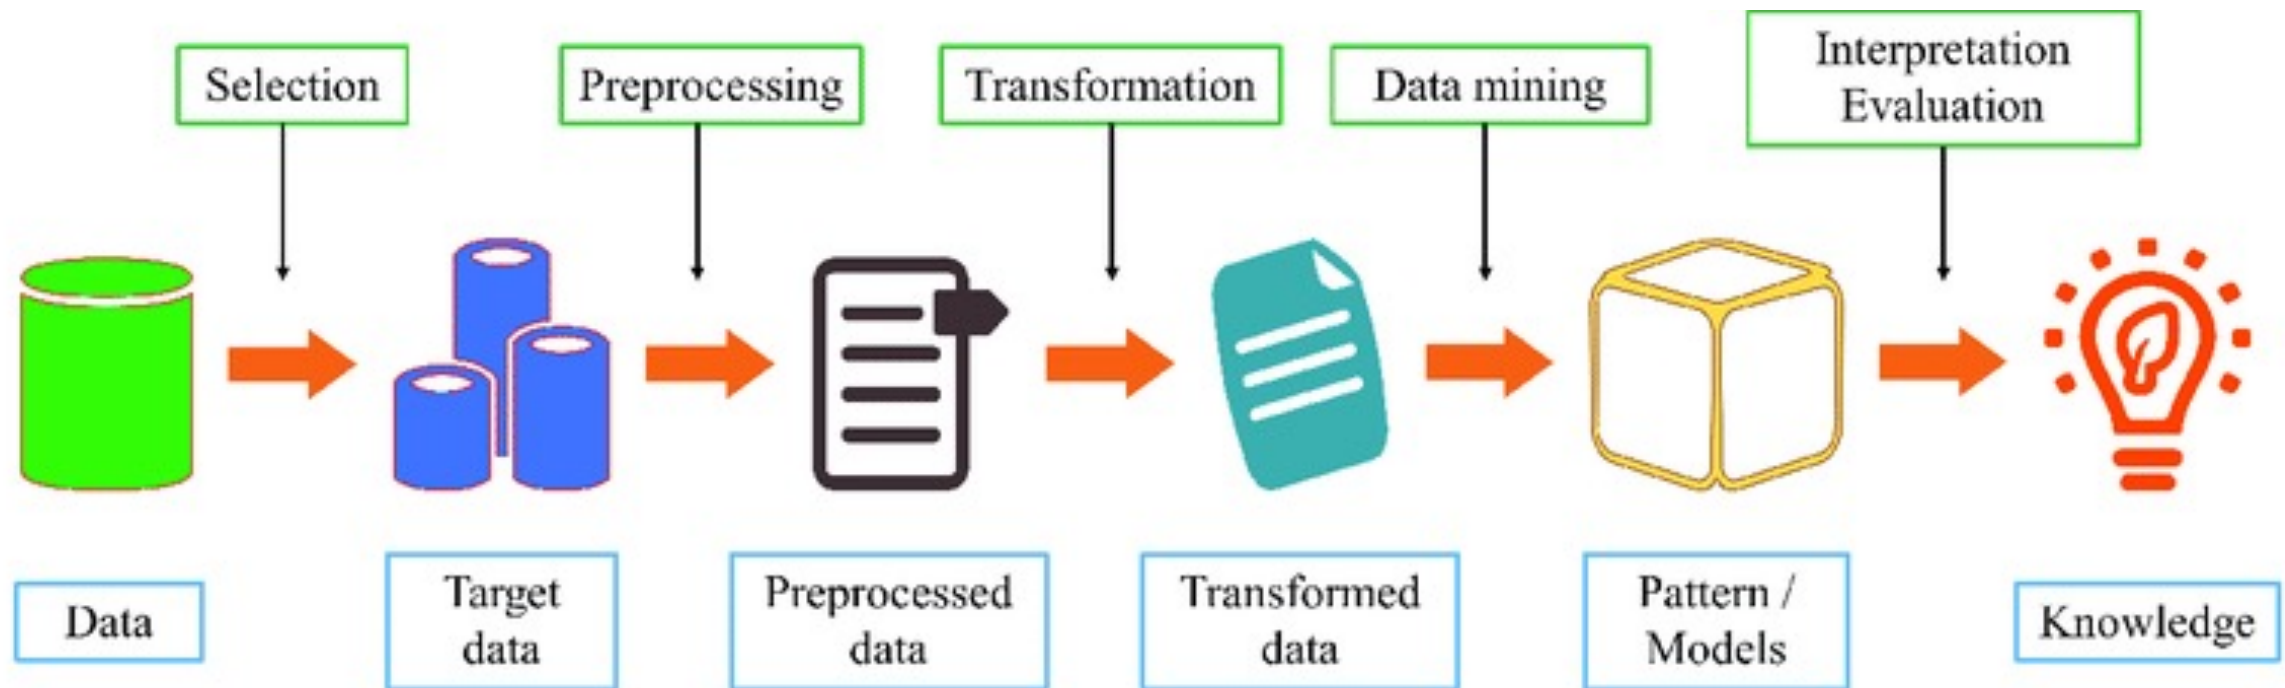 Selection
Preprocessing
Transformation
Data mining
Interpretation
Evaluation
Data
Target
data
Preprocessed
data
Transformed
data
Pattern /
Models
Knowledge